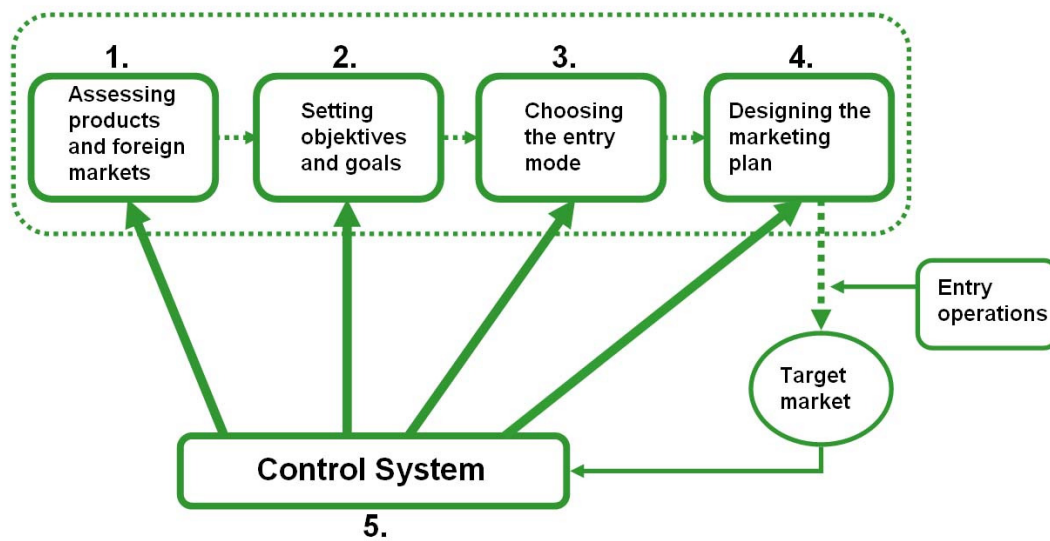 1.
Assessing
products
and foreign
markets
2.
Setting
objektives
and goals
3.
Choosing
the entry
mode
4.
Designing the
marketing
plan
Entry
operations
Target
market
Control System
5.